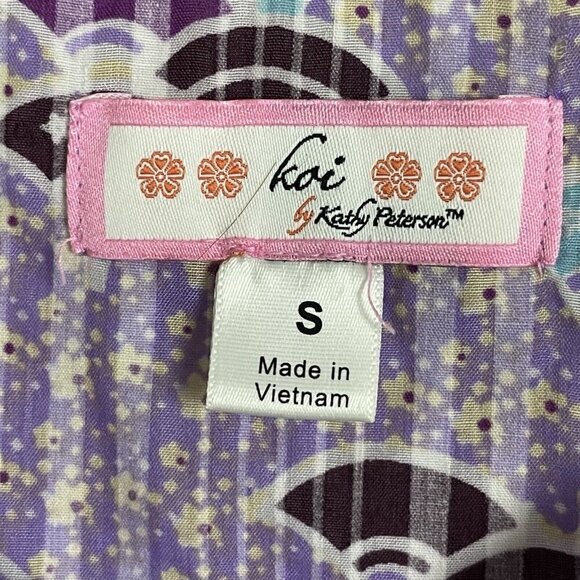 koi
by Kathy Peterson™
S
Made in
Vietnam